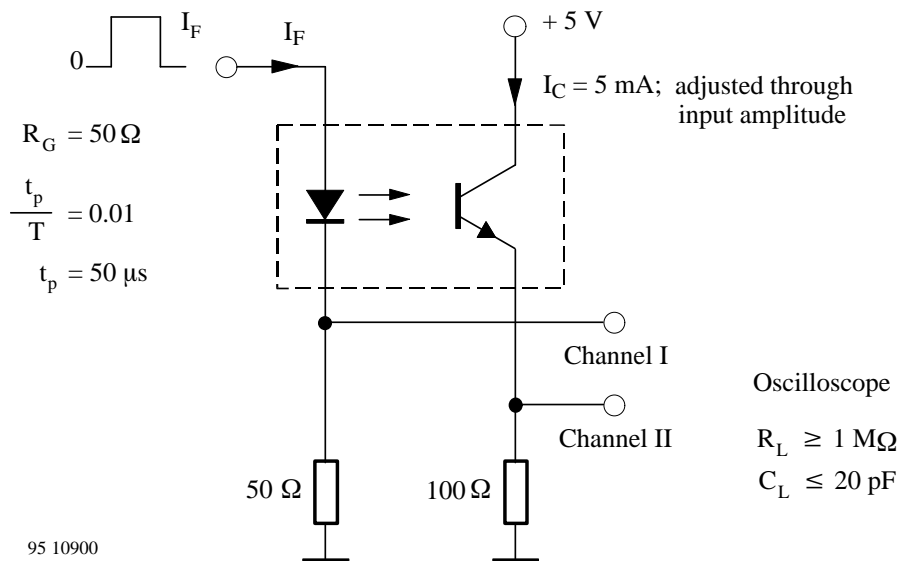 I_F
0
I_F
+ 5 V
I_C = 5 mA; adjusted through
input amplitude
R_G = 50 Ω
t_p
T
= 0.01
t_p = 50 µs
Channel I
Channel II
50 Ω
100 Ω
Oscilloscope
R_L ≥ 1 MΩ
C_L ≤ 20 pF
95 10900